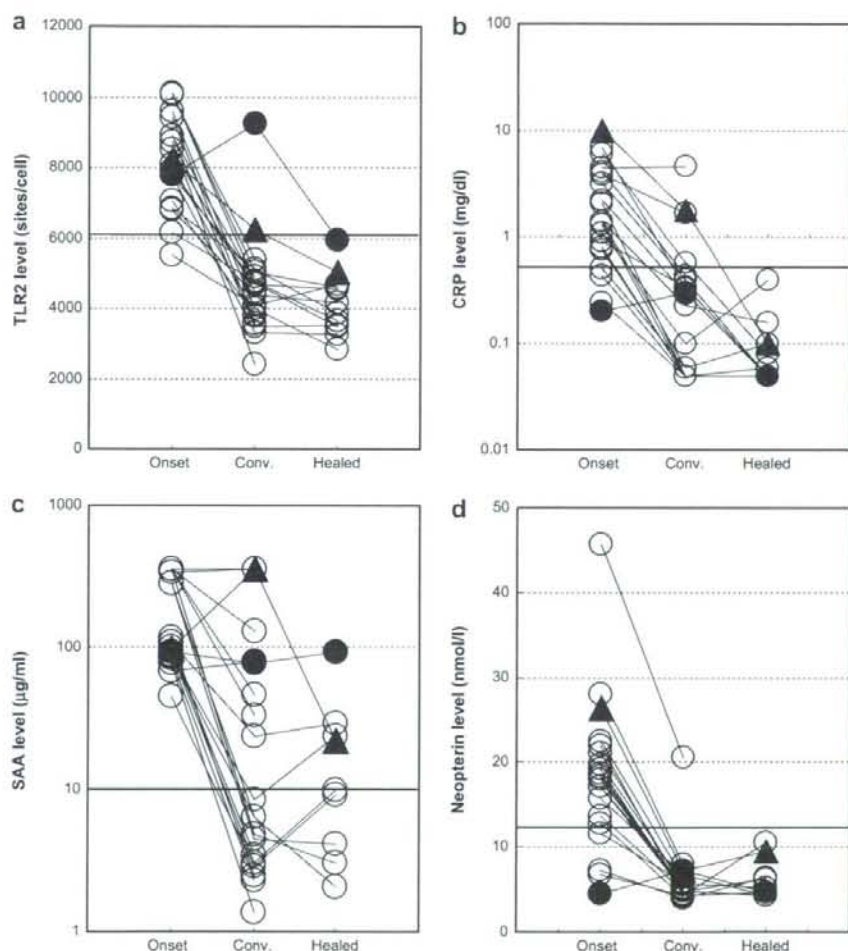 a
12000
10000
8000
6000
4000
2000
0
TLR2 level (sites/cell)
Onset Conv. Healed
b
100
10
1
0.1
0.01
CRP level (mg/dl)
Onset Conv. Healed
c
1000
100
10
1
SAA level (µg/ml)
Onset Conv. Healed
d
50
40
30
20
10
0
Neopterin level (nmol/l)
Onset Conv. Healed